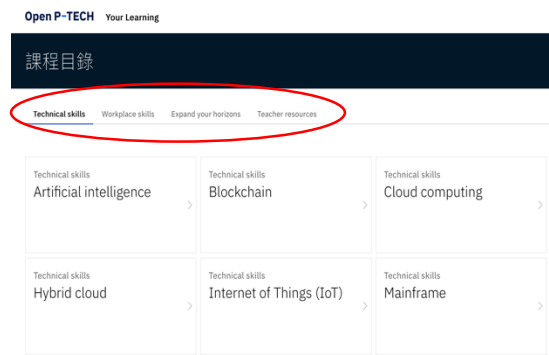 Open P-TECH Your Learning
課程目錄
Technical skills Workplace skills Expand your horizons Teacher resources
Technical skills
Artificial intelligence
Technical skills
Blockchain
Technical skills
Cloud computing
Technical skills
Hybrid cloud
Technical skills
Internet of Things (IoT)
Technical skills
Mainframe